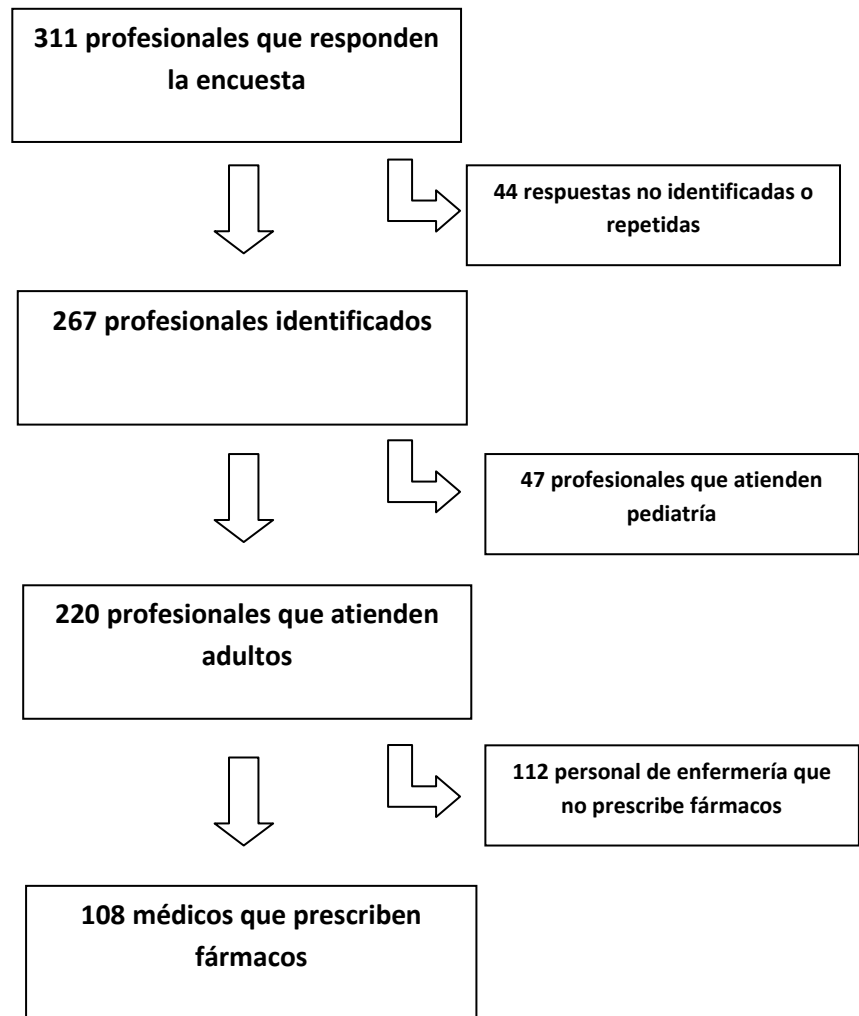 311 profesionales que responden
la encuesta
44 respuestas no identificadas o
repetidas
267 profesionales identificados
47 profesionales que atienden
pediatría
220 profesionales que atienden
adultos
112 personal de enfermería que
no prescribe fármacos
108 médicos que prescriben
fármacos